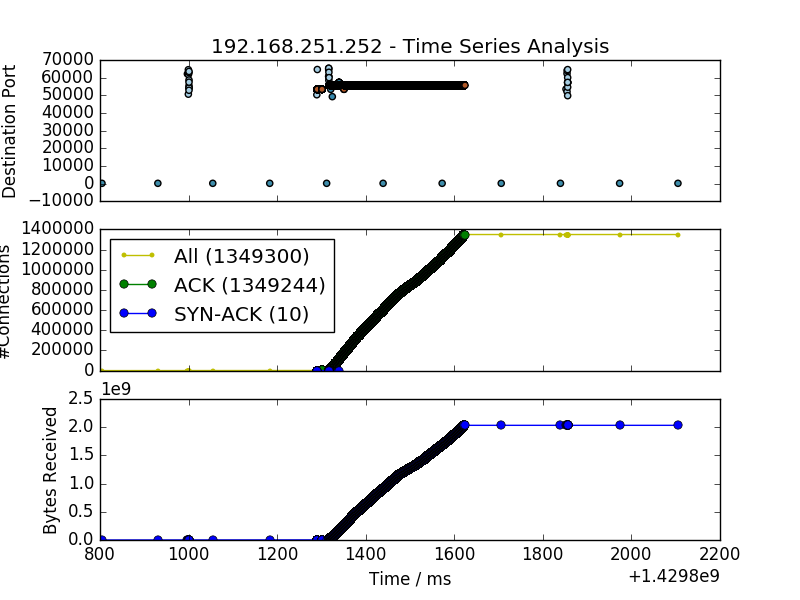 192.168.251.252 - Time Series Analysis
70000
60000
50000
40000
30000
20000
10000
0
−10000
Destination Port
1400000
1200000
1000000
800000
600000
400000
200000
0
#Connections
All (1349300)
ACK (1349244)
SYN-ACK (10)
1e9
2.5
2.0
1.5
1.0
0.5
0.0
Bytes Received
800 1000 1200 1400 1600 1800 2000 2200
Time / ms
+1.4298e9